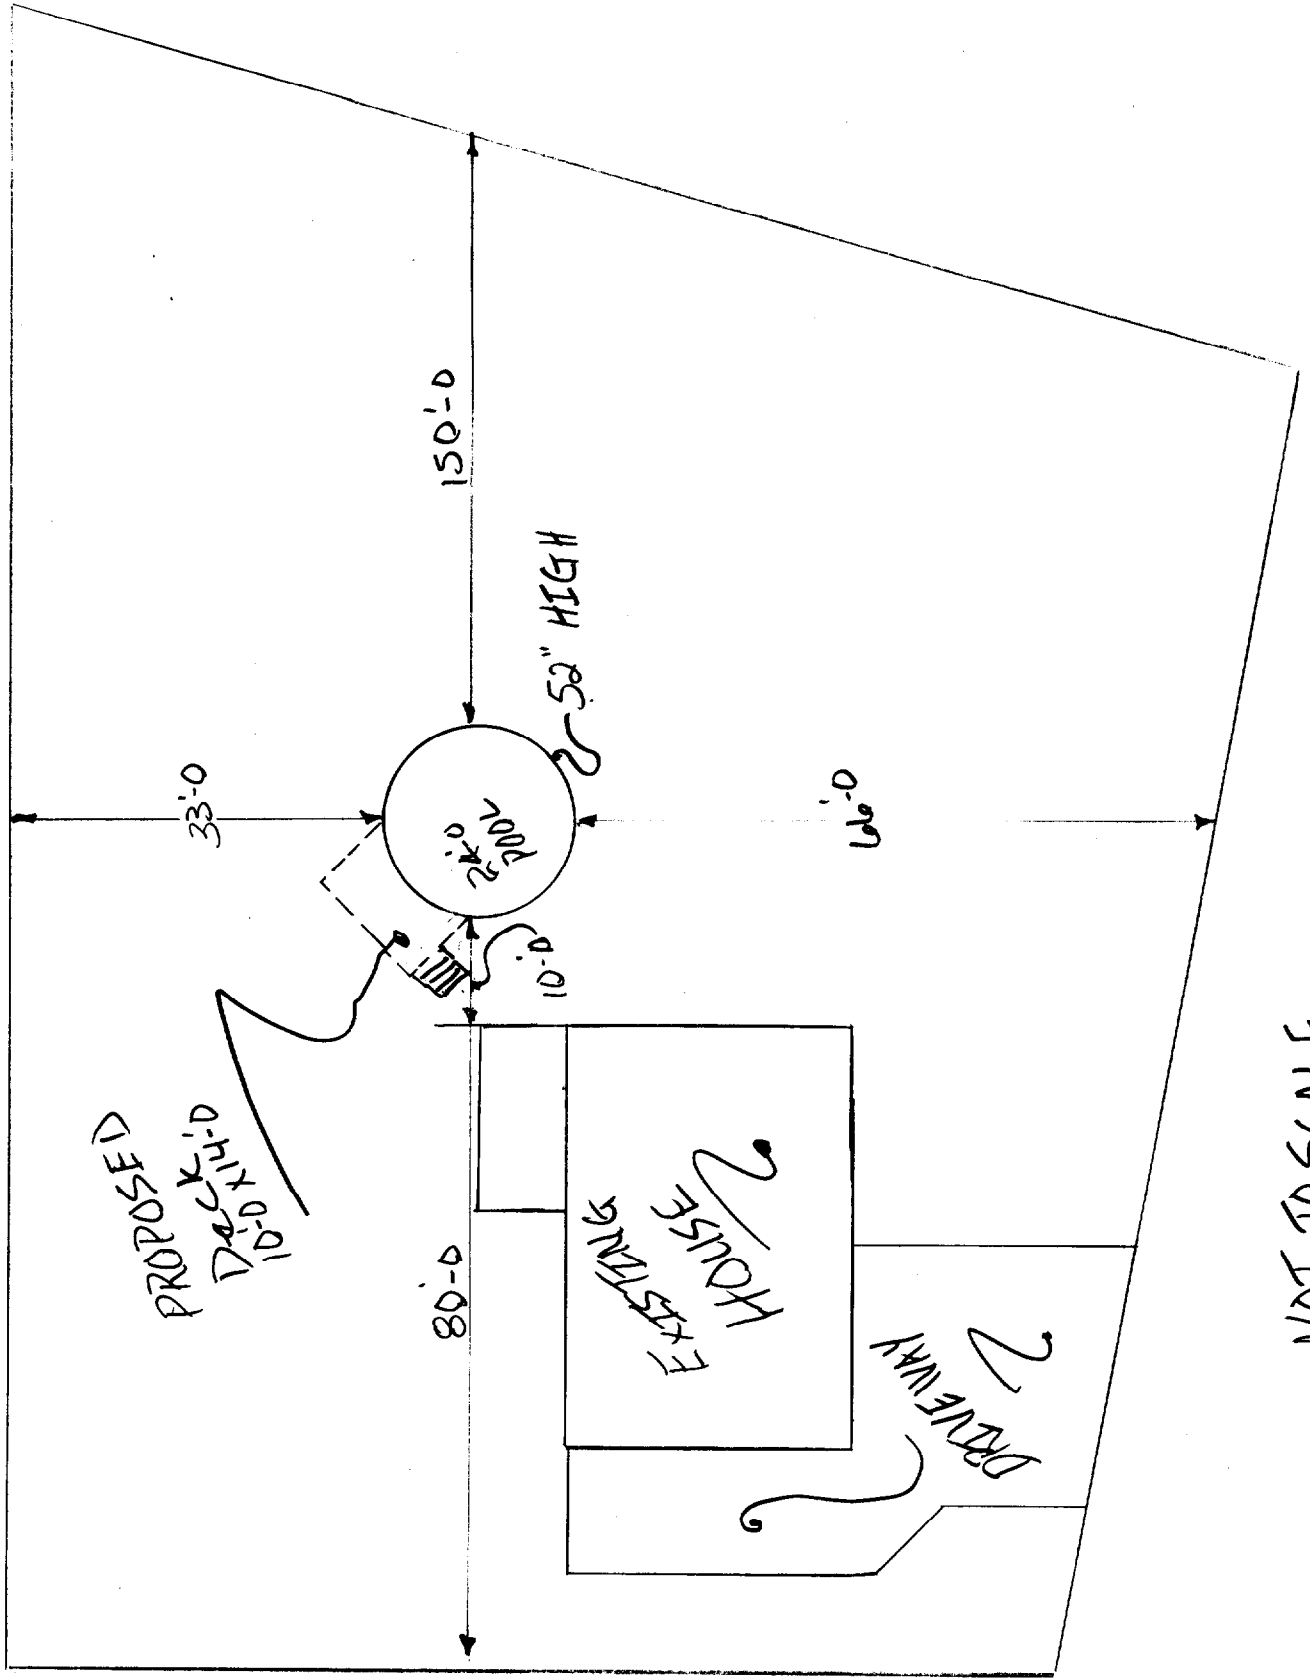 PROPOSED
DECK
10'-0 X 14'-0
33'-0
150'-0
24'-0
POOL
52" HIGH
10'-0
80'-0
66'-0
EXISTING
HOUSE
DRIVEWAY
NOT TO SCALE